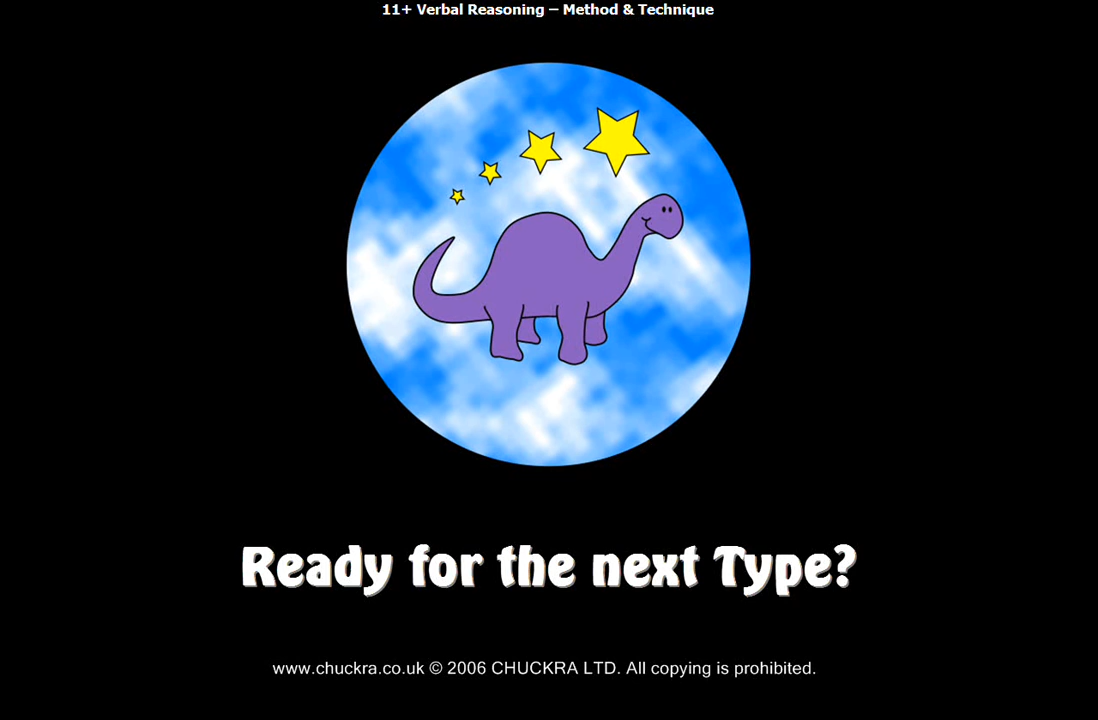 11+ Verbal Reasoning – Method & Technique
Ready for the next Type?
www.chuckra.co.uk © 2006 CHUCKRA LTD. All copying is prohibited.